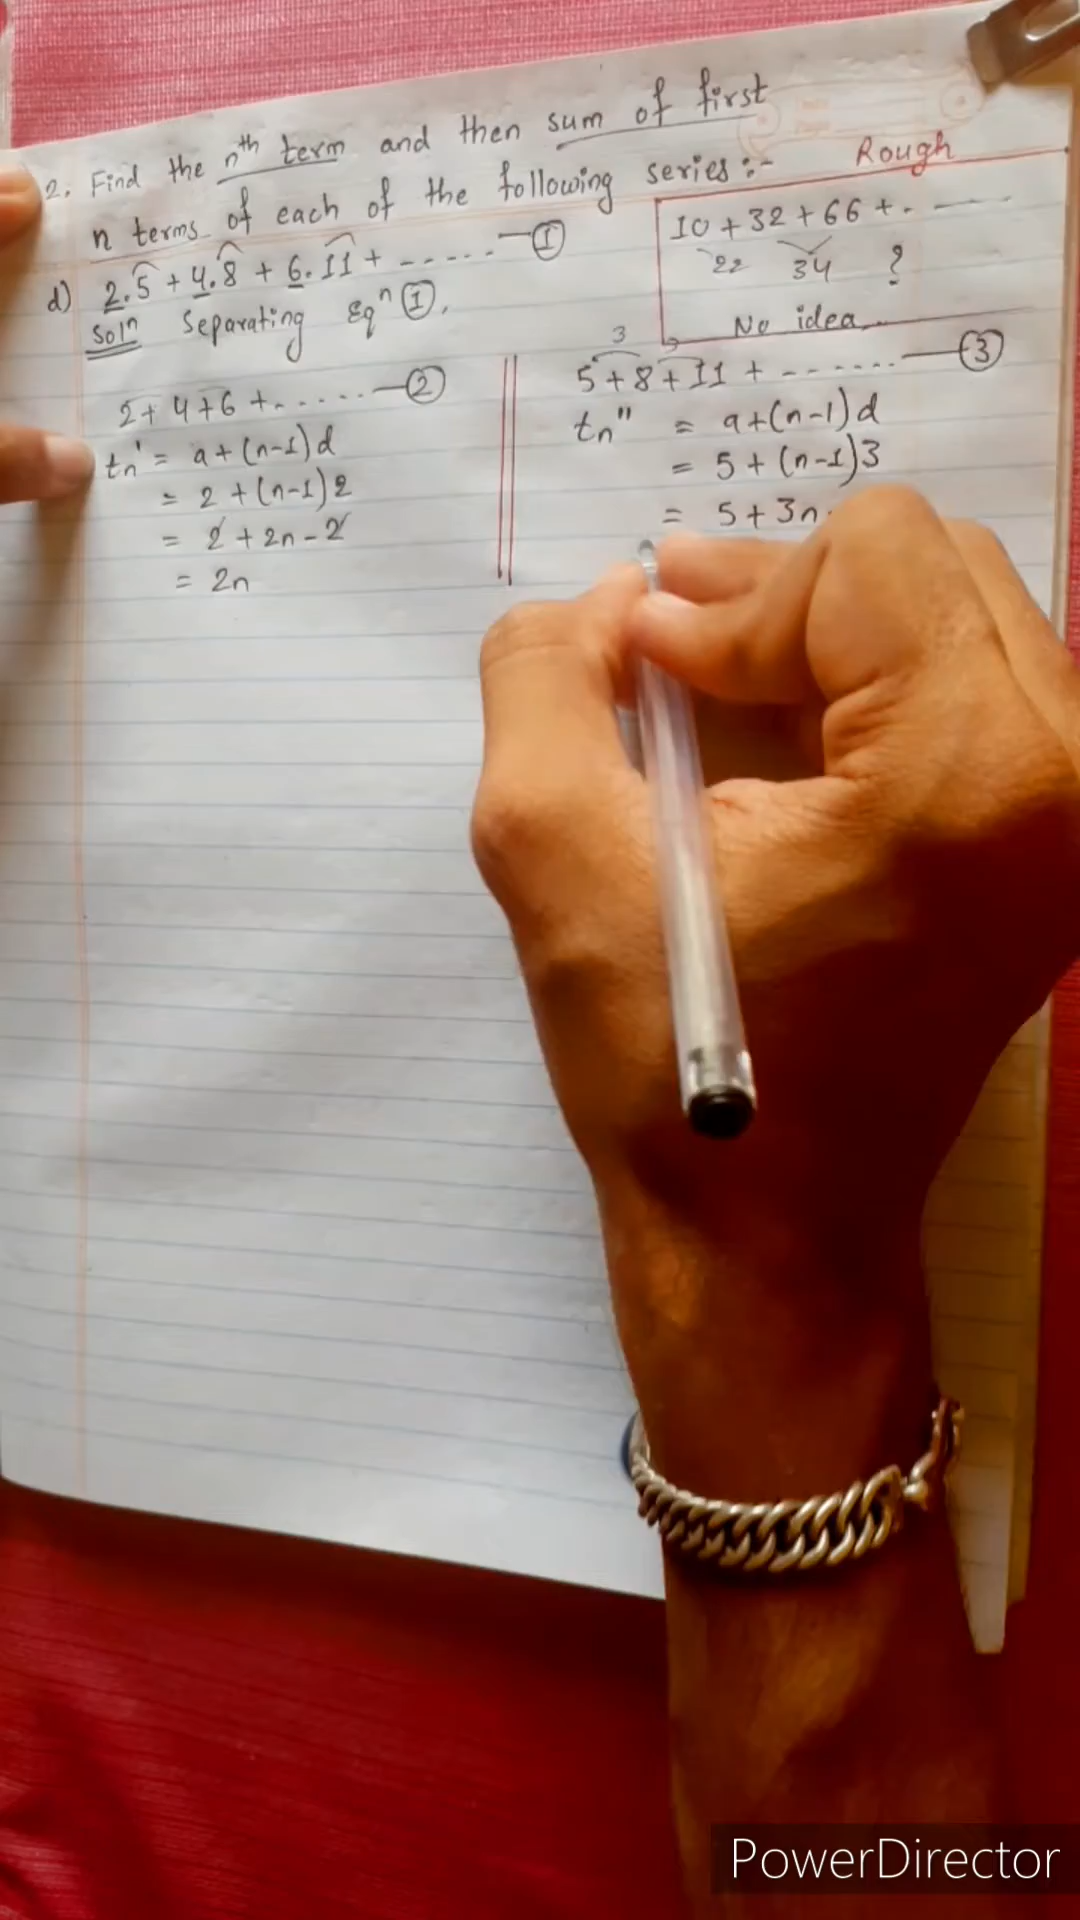 2. Find the nth term and then sum of first
n terms of each of the following series :-
d) 2.5 + 4.8 + 6.11 + ------ —①
Soln Separating Eqn ①,
Rough
10 + 32 + 66 + . ----
22 34 ?
No idea...
2 + 4 + 6 + ...... —②
tn' = a + (n-1)d
= 2 + (n-1)2
= 2 + 2n - 2
= 2n
3
5 + 8 + 11 + ------- —③
tn'' = a + (n-1)d
= 5 + (n-1)3
= 5 + 3n
PowerDirector